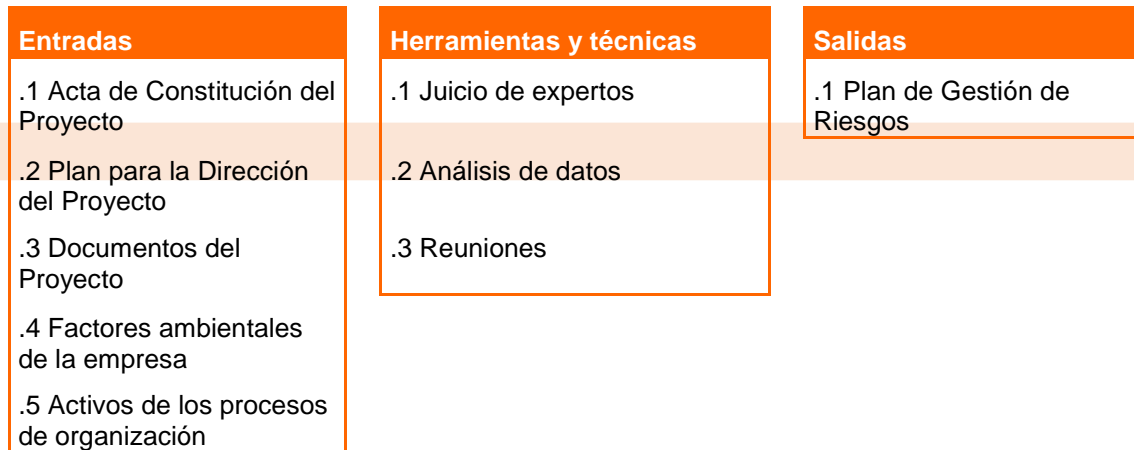 Entradas
.1 Acta de Constitución del
Proyecto
.2 Plan para la Dirección
del Proyecto
.3 Documentos del
Proyecto
.4 Factores ambientales
de la empresa
.5 Activos de los procesos
de organización
Herramientas y técnicas
.1 Juicio de expertos
.2 Análisis de datos
.3 Reuniones
Salidas
.1 Plan de Gestión de
Riesgos